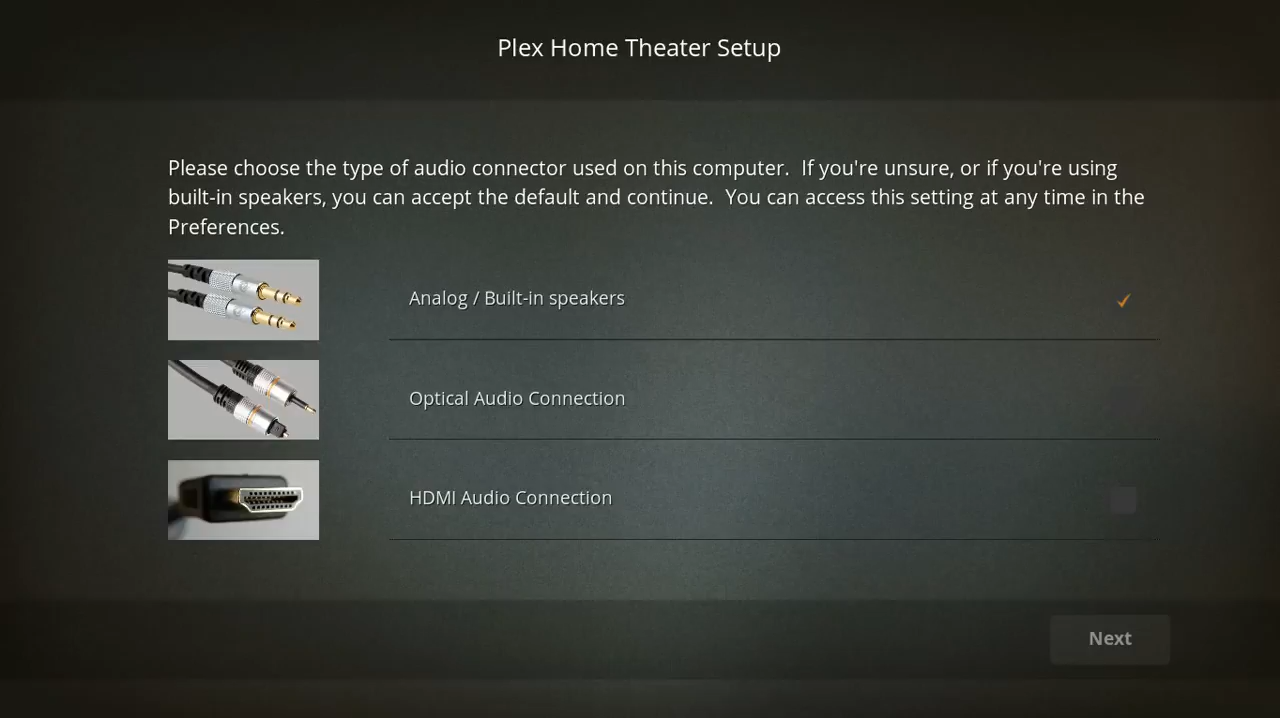 Plex Home Theater Setup
Please choose the type of audio connector used on this computer.  If you're unsure, or if you're using
built-in speakers, you can accept the default and continue.  You can access this setting at any time in the
Preferences.
Analog / Built-in speakers
Optical Audio Connection
HDMI Audio Connection
Next